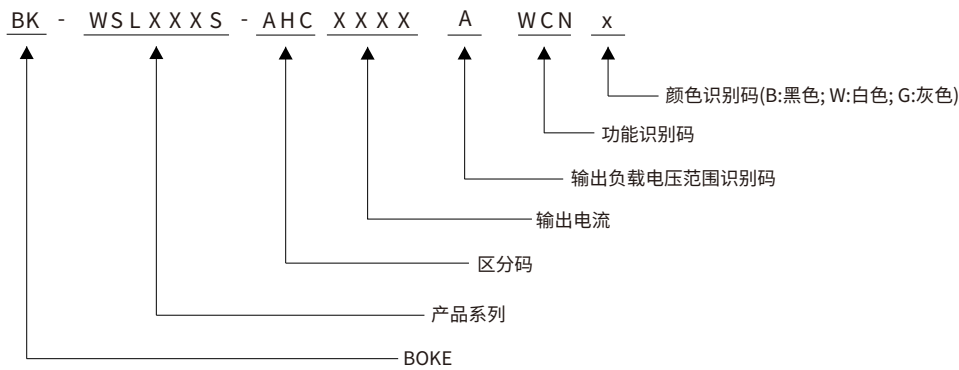 BK - WSLXXXS - AHC XXXX A WCN x
颜色识别码(B:黑色; W:白色; G:灰色)
功能识别码
输出负载电压范围识别码
输出电流
区分码
产品系列
BOKE